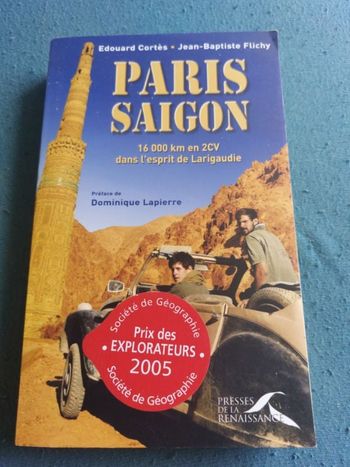 Edouard Cortès • Jean-Baptiste Flichy
PARIS
SAIGON
16 000 km en 2CV
dans l'esprit de Larigaudie
Préface de
Dominique Lapierre
Société de Géographie
Prix des
• EXPLORATEURS •
2005
Société de Géographie
PRESSES
DE LA
RENAISSANCE